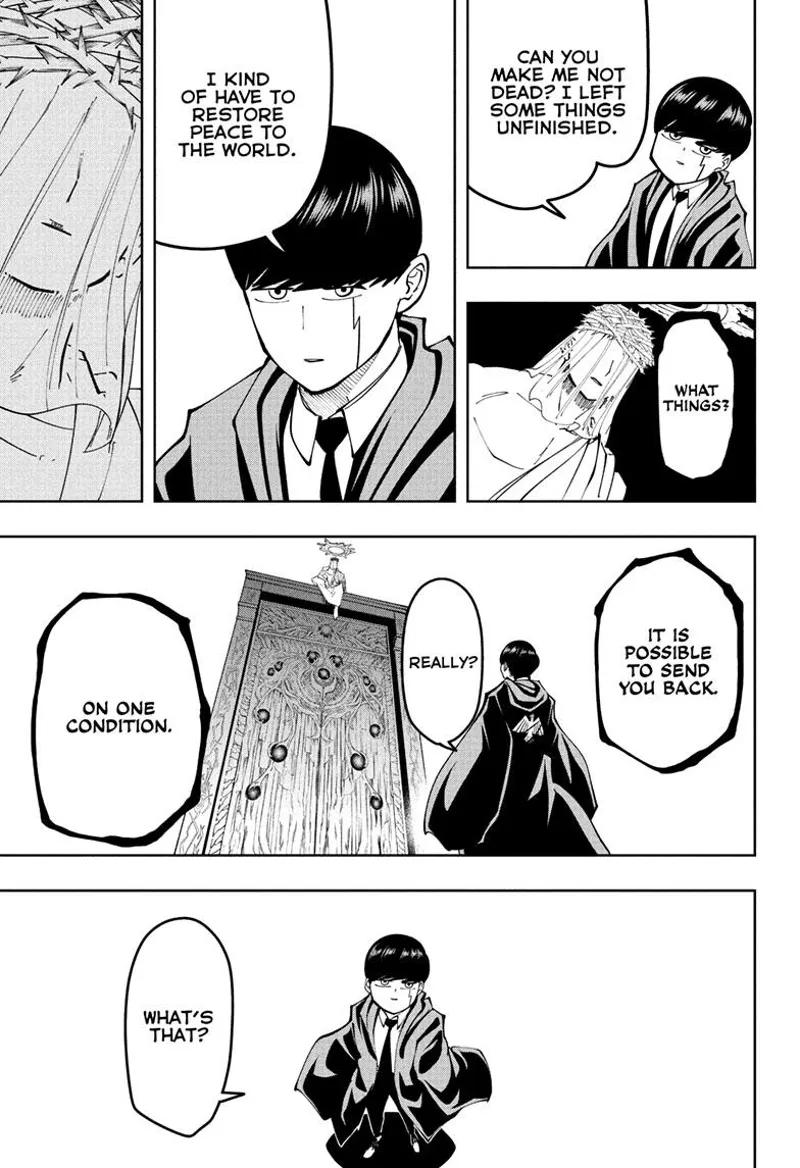 CAN YOU
MAKE ME NOT
DEAD? I LEFT
SOME THINGS
UNFINISHED.
WHAT
THINGS?
I KIND
OF HAVE TO
RESTORE
PEACE TO
THE WORLD.
IT IS
POSSIBLE
TO SEND
YOU BACK.
REALLY?
ON ONE
CONDITION.
WHAT'S
THAT?